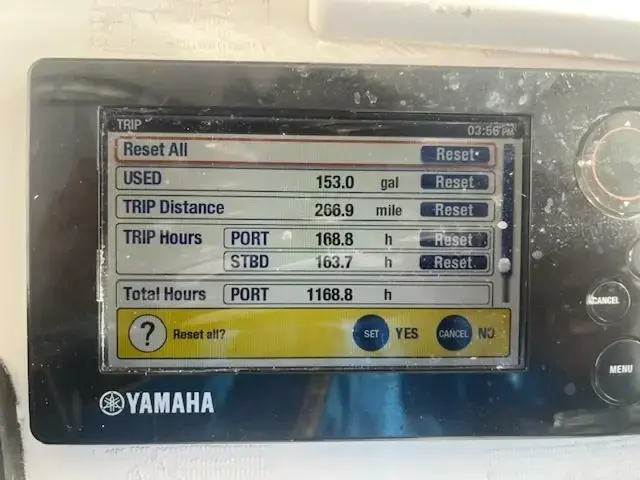 TRIP 03:56 PM
Reset All Reset
USED 153.0 gal Reset
TRIP Distance 266.9 mile Reset
TRIP Hours PORT 168.8 h Reset
STBD 163.7 h Reset
Total Hours PORT 1168.8 h
? Reset all? SET YES CANCEL NO
YAMAHA
CANCEL
MENU